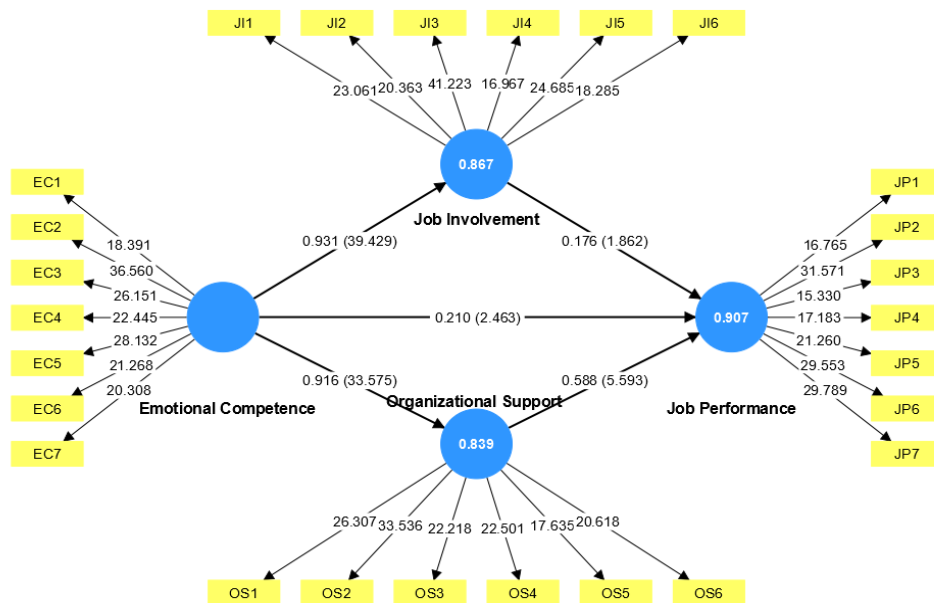 JI1 JI2 JI3 JI4 JI5 JI6
23.061 20.363 41.223 16.967 24.685 18.285
0.867
Job Involvement
EC1
EC2
EC3
EC4
EC5
EC6
EC7
18.391
36.560
26.151
22.445
28.132
21.268
20.308
Emotional Competence
0.931 (39.429)
0.176 (1.862)
0.210 (2.463)
0.916 (33.575)
0.588 (5.593)
Organizational Support
0.839
0.907
Job Performance
16.765
31.571
15.330
17.183
21.260
29.553
29.789
JP1
JP2
JP3
JP4
JP5
JP6
JP7
26.307 33.536 22.218 22.501 17.635 20.618
OS1 OS2 OS3 OS4 OS5 OS6